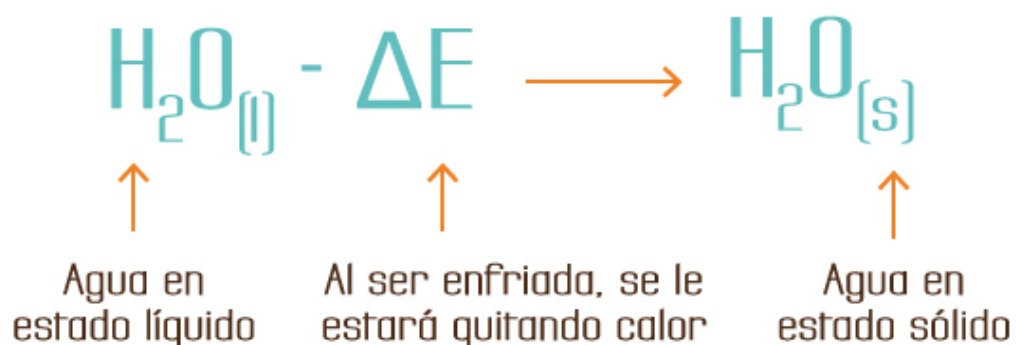 H₂O(l) - ΔE → H₂O(s)
Agua en
estado líquido
Al ser enfriada, se le
estará quitando calor
Agua en
estado sólido